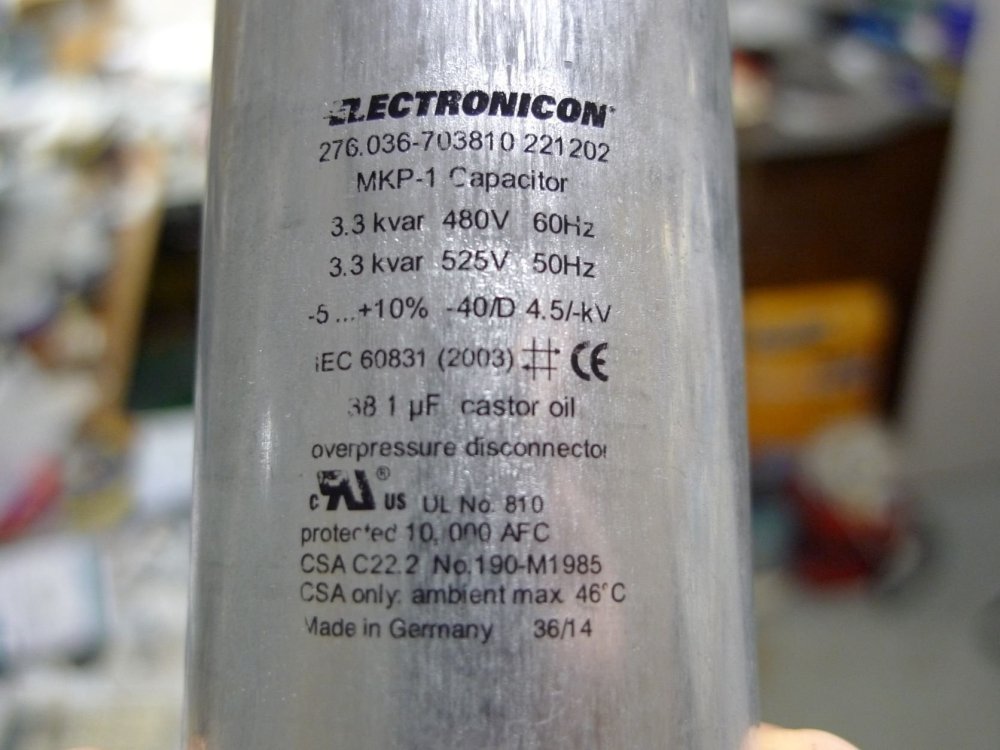 ELECTRONICON
276.036-703810 221202
MKP-1 Capacitor
3.3 kvar 480V 60Hz
3.3 kvar 525V 50Hz
-5...+10% -40/D 4.5/-kV
IEC 60831 (2003) CE
38.1 µF castor oil
overpressure disconnector
c RU ® US UL No. 810
protected 10,000 AFC
CSA C22.2 No.190-M1985
CSA only: ambient max. 46°C
Made in Germany 36/14